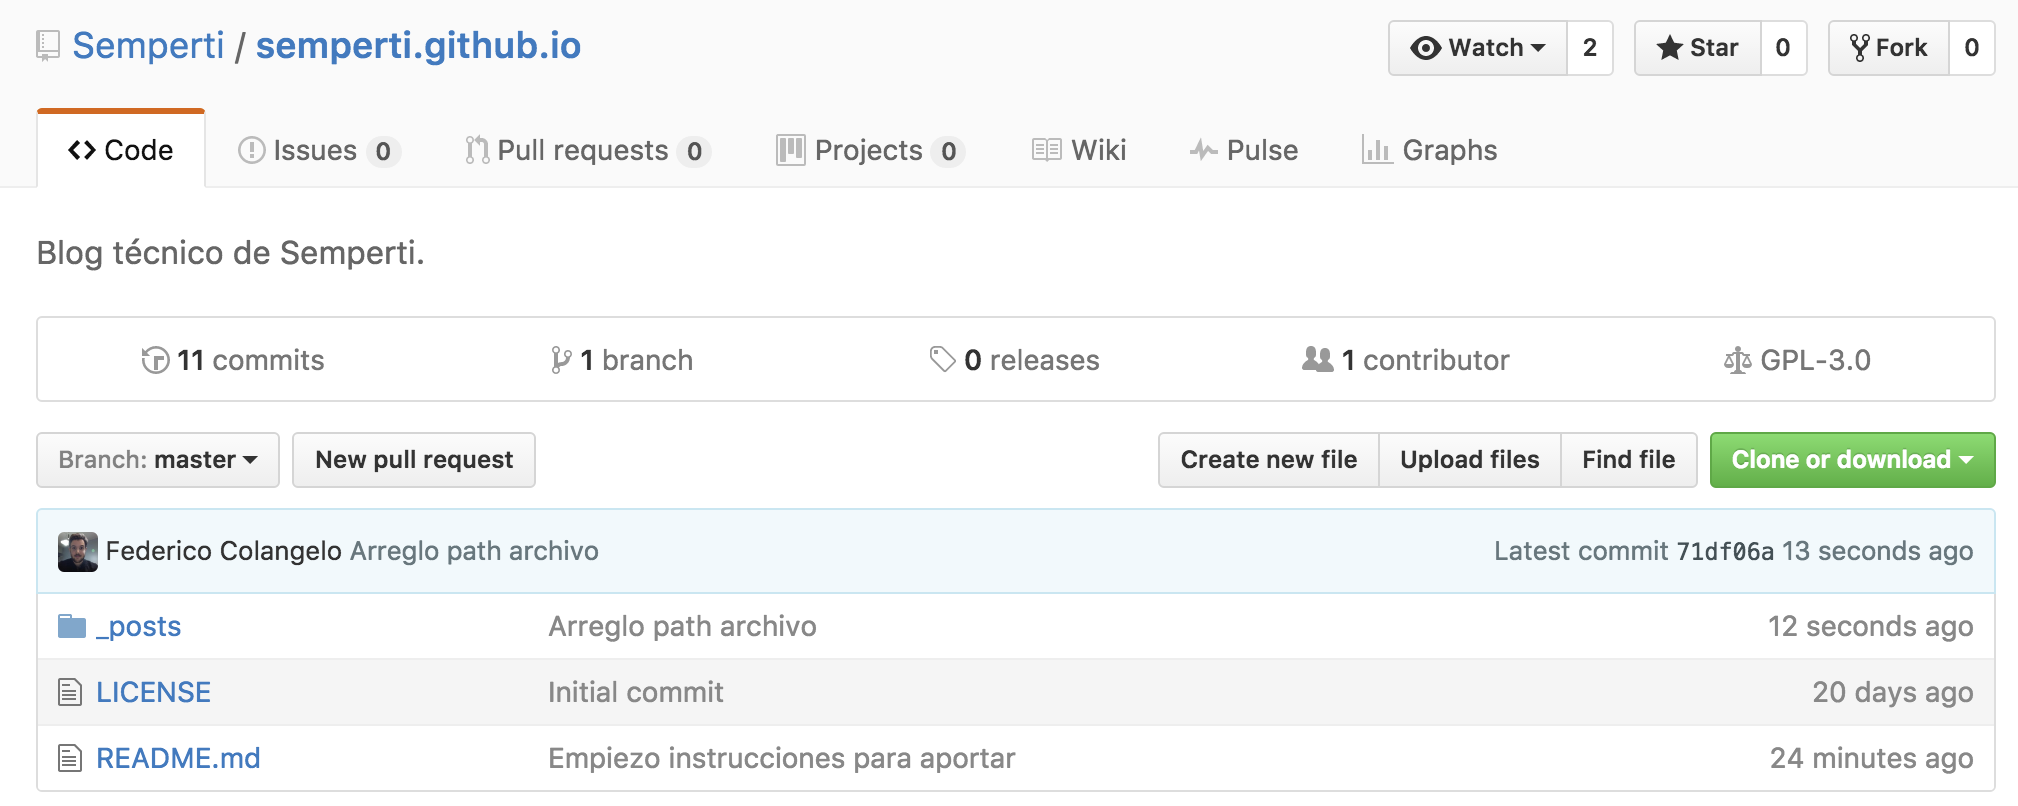 Semperti / semperti.github.io
Watch 2 Star 0 Fork 0
Code Issues 0 Pull requests 0 Projects 0 Wiki Pulse Graphs
Blog técnico de Semperti.
11 commits 1 branch 0 releases 1 contributor GPL-3.0
Branch: master New pull request Create new file Upload files Find file Clone or download
Federico Colangelo Arreglo path archivo Latest commit 71df06a 13 seconds ago
_posts Arreglo path archivo 12 seconds ago
LICENSE Initial commit 20 days ago
README.md Empiezo instrucciones para aportar 24 minutes ago